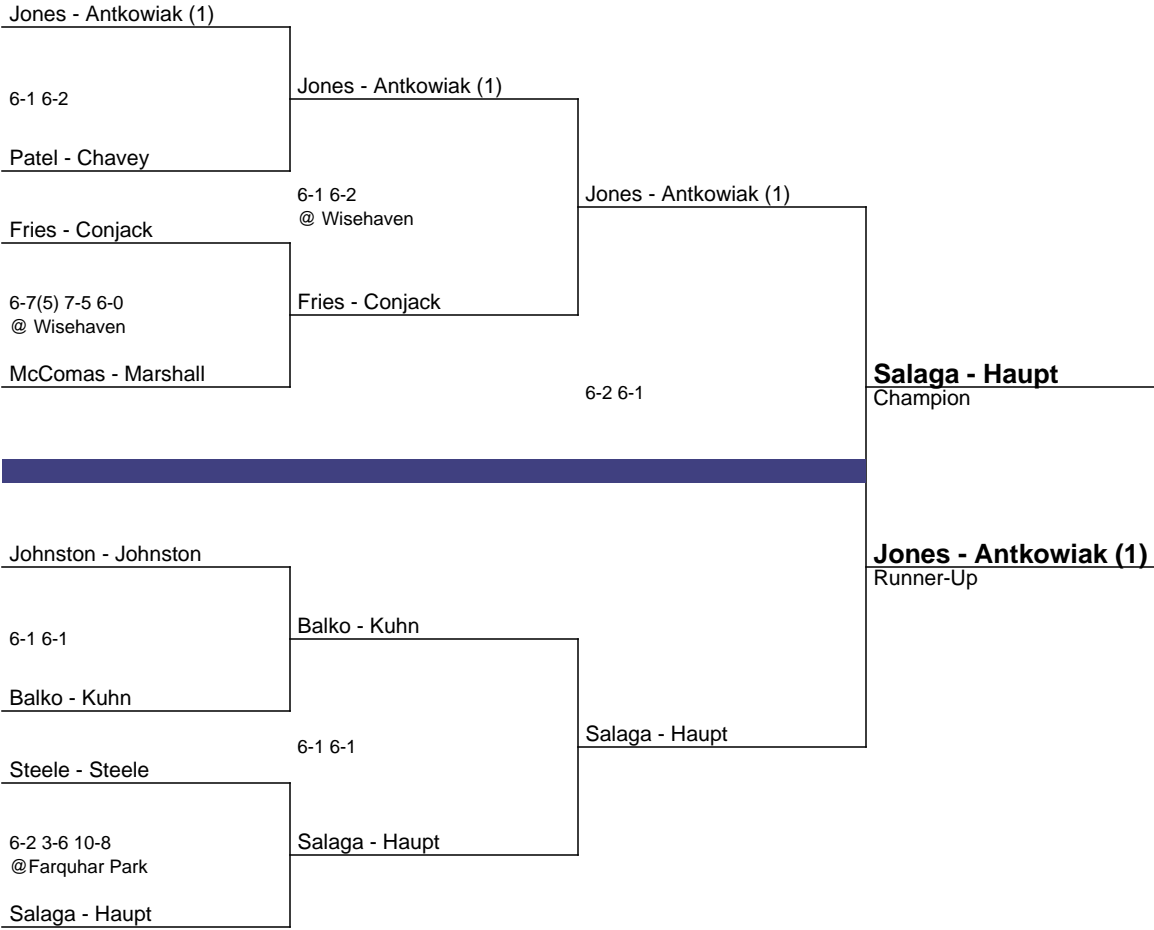 Jones - Antkowiak (1)
6-1 6-2
Patel - Chavey
Fries - Conjack
6-7(5) 7-5 6-0
@ Wisehaven
McComas - Marshall
Jones - Antkowiak (1)
6-1 6-2
@ Wisehaven
Fries - Conjack
Jones - Antkowiak (1)
6-2 6-1
Salaga - Haupt
Champion
Jones - Antkowiak (1)
Runner-Up
Johnston - Johnston
6-1 6-1
Balko - Kuhn
Steele - Steele
6-2 3-6 10-8
@Farquhar Park
Salaga - Haupt
Balko - Kuhn
6-1 6-1
Salaga - Haupt
Salaga - Haupt